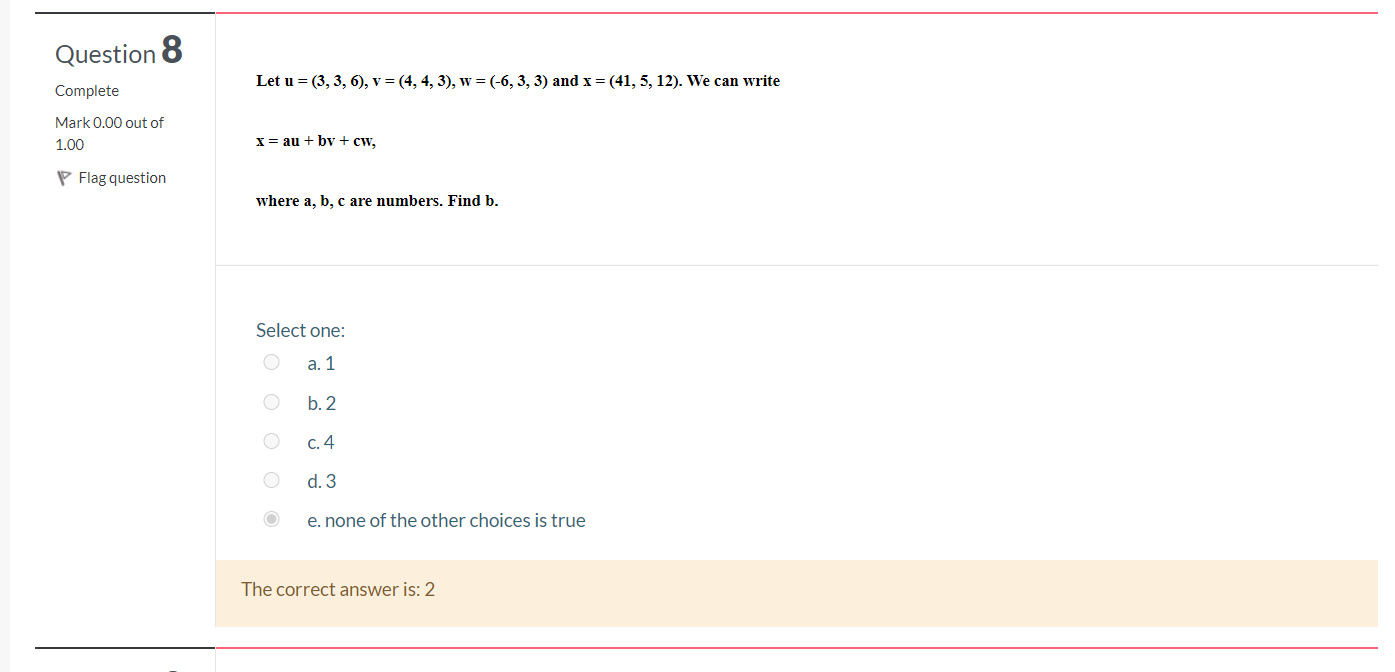 Question 8
Complete
Mark 0.00 out of
1.00
Flag question
Let u = (3, 3, 6), v = (4, 4, 3), w = (-6, 3, 3) and x = (41, 5, 12). We can write
x = au + bv + cw,
where a, b, c are numbers. Find b.
Select one:
a. 1
b. 2
c. 4
d. 3
e. none of the other choices is true
The correct answer is: 2